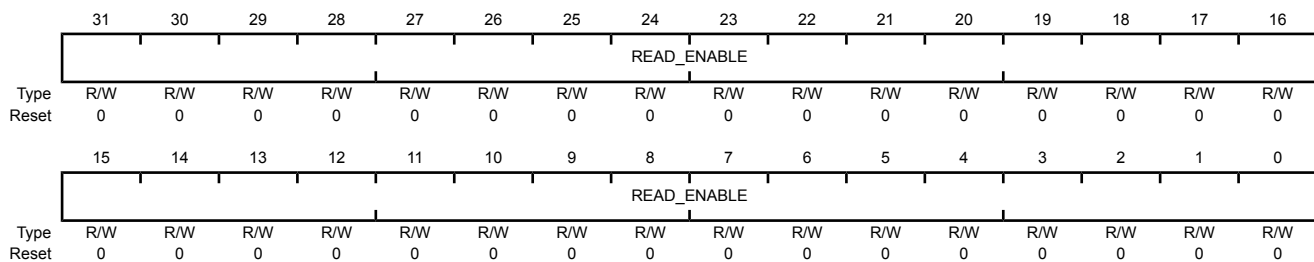 31 30 29 28 27 26 25 24 23 22 21 20 19 18 17 16
READ_ENABLE
Type R/W R/W R/W R/W R/W R/W R/W R/W R/W R/W R/W R/W R/W R/W R/W R/W
Reset 0 0 0 0 0 0 0 0 0 0 0 0 0 0 0 0
15 14 13 12 11 10 9 8 7 6 5 4 3 2 1 0
READ_ENABLE
Type R/W R/W R/W R/W R/W R/W R/W R/W R/W R/W R/W R/W R/W R/W R/W R/W
Reset 0 0 0 0 0 0 0 0 0 0 0 0 0 0 0 0